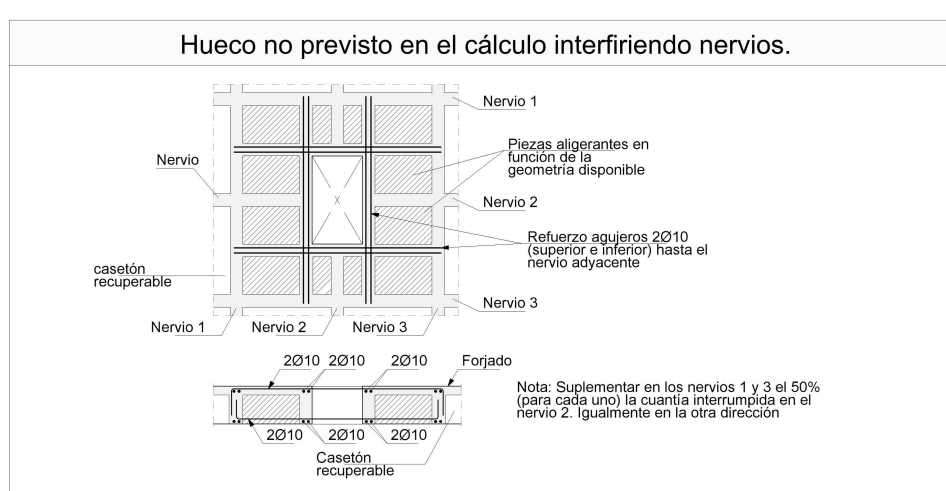 Hueco no previsto en el cálculo interfiriendo nervios.
Nervio 1
Piezas aligerantes en
función de la
geometría disponible
Nervio
Nervio 2
Refuerzo agujeros 2Ø10
(superior e inferior) hasta el
nervio adyacente
casetón
recuperable
Nervio 3
Nervio 1
Nervio 2
Nervio 3
2Ø10
2Ø10
2Ø10
Forjado
Nota: Suplementar en los nervios 1 y 3 el 50%
(para cada uno) la cuantía interrumpida en el
nervio 2. Igualmente en la otra dirección
2Ø10
2Ø10
2Ø10
Casetón
recuperable